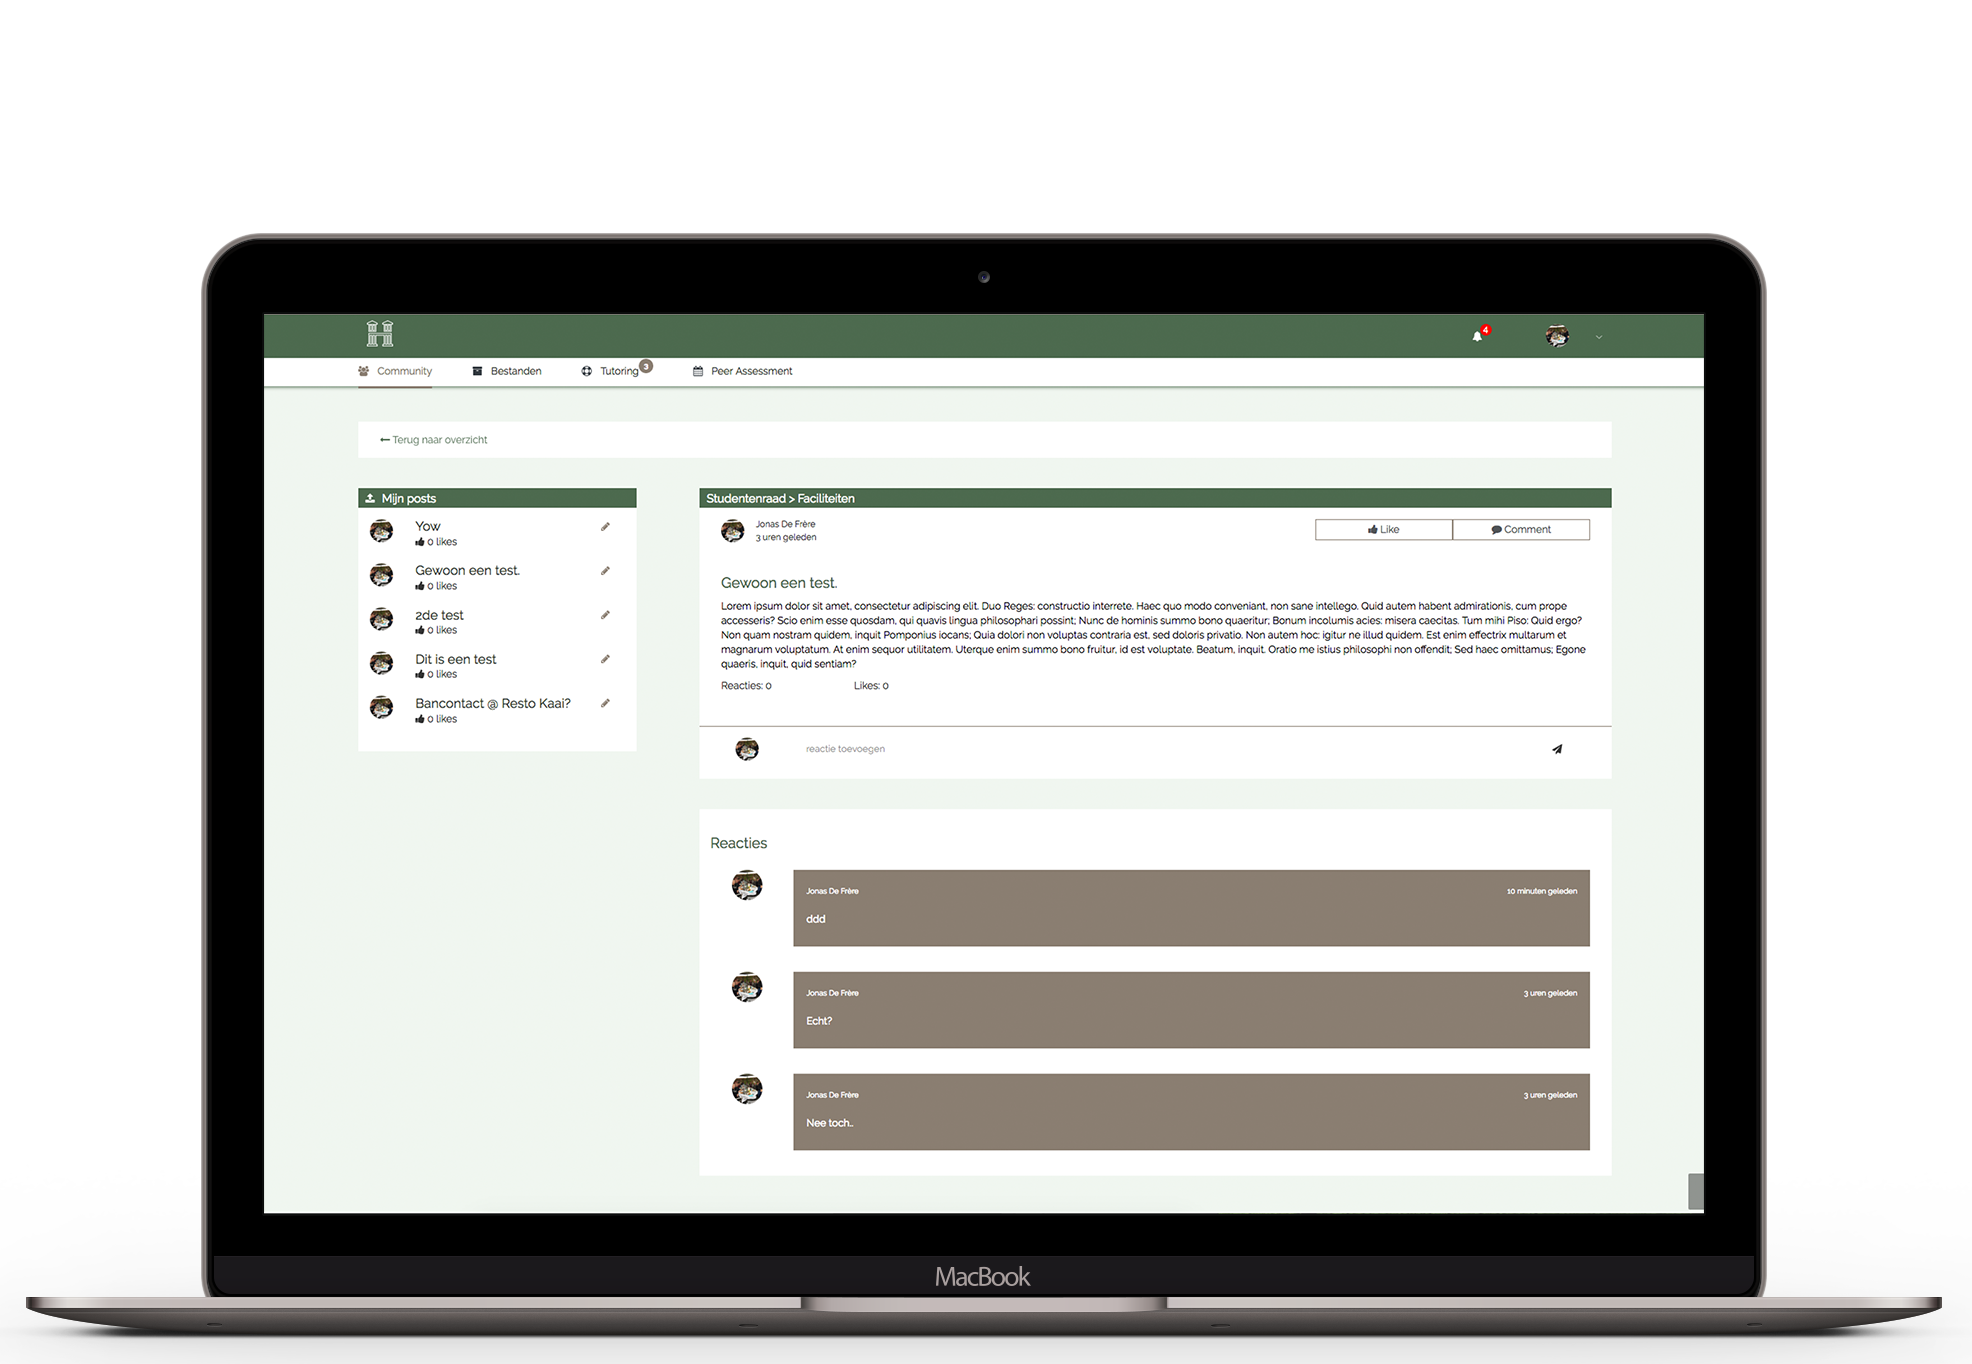 4
Community
Bestanden
Tutoring 3
Peer Assessment
Terug naar overzicht
Mijn posts
Yow
0 likes
Gewoon een test.
0 likes
2de test
0 likes
Dit is een test
0 likes
Bancontact @ Resto Kaai?
0 likes
Studentenraad > Faciliteiten
Jonas De Frère
3 uren geleden
Like
Comment
Gewoon een test.
Lorem ipsum dolor sit amet, consectetur adipiscing elit. Duo Reges: constructio interrete. Haec quo modo conveniant, non sane intellego. Quid autem habent admirationis, cum prope
accesseris? Scio enim esse quosdam, qui quavis lingua philosophari possint; Nunc de hominis summo bono quaeritur; Bonum incolumis acies: misera caecitas. Tum mihi Piso: Quid ergo?
Non quam nostram quidem, inquit Pomponius iocans; Quia dolori non voluptas contraria est, sed doloris privatio. Non autem hoc: igitur ne illud quidem. Est enim effectrix multarum et
magnarum voluptatum. At enim sequor utilitatem. Uterque enim summo bono fruitur, id est voluptate. Beatum, inquit. Oratio me istius philosophi non offendit; Sed haec omittamus; Egone
quaeris, inquit, quid sentiam?
Reacties: 0
Likes: 0
reactie toevoegen
Reacties
Jonas De Frère
10 minuten geleden
ddd
Jonas De Frère
3 uren geleden
Echt?
Jonas De Frère
3 uren geleden
Nee toch..
MacBook